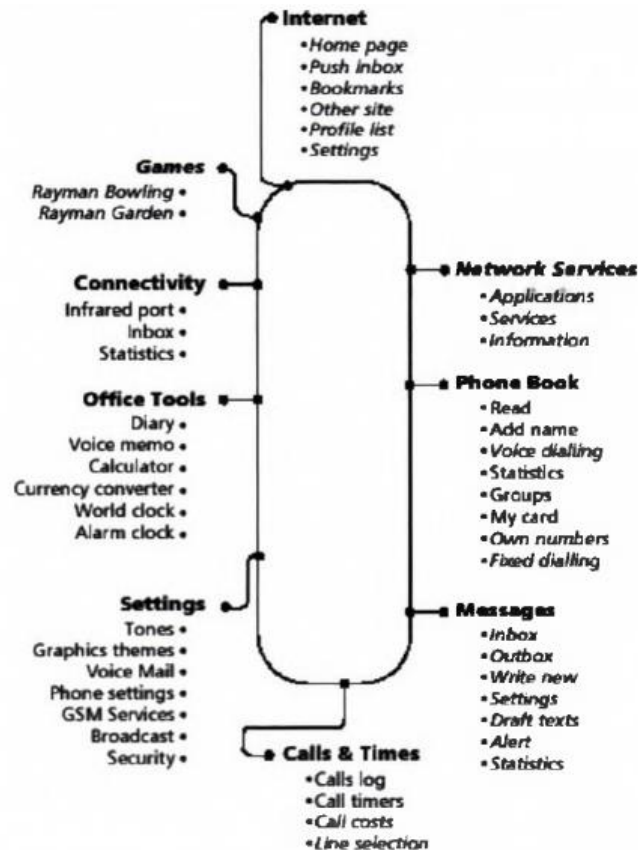 Internet
•Home page
•Push inbox
•Bookmarks
•Other site
•Profile list
•Settings
Games
Rayman Bowling •
Rayman Garden •
Connectivity
Infrared port •
Inbox •
Statistics •
Office Tools
Diary •
Voice memo •
Calculator •
Currency converter •
World clock •
Alarm clock •
Settings
Tones •
Graphics themes •
Voice Mail •
Phone settings •
GSM Services •
Broadcast •
Security •
Calls & Times
•Calls log
•Call timers
•Call costs
•Line selection
Network Services
•Applications
•Services
•Information
Phone Book
•Read
•Add name
•Voice dialling
•Statistics
•Groups
•My card
•Own numbers
•Fixed dialling
Messages
•Inbox
•Outbox
•Write new
•Settings
•Draft texts
•Alert
•Statistics